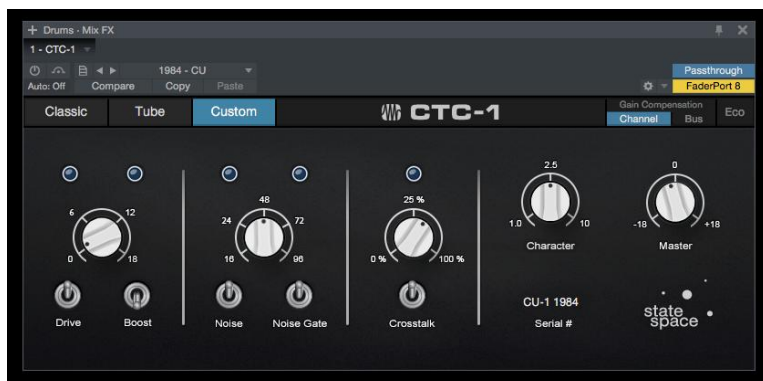 Drums - Mix FX
1 - CTC-1
1984 - CU
Passthrough
Auto: Off Compare Copy Paste
FaderPort 8
Classic Tube Custom
CTC-1
Gain Compensation
Channel Bus
Eco
6 12
0 18
Drive Boost
48
24 72
16 96
Noise Noise Gate
25 %
0 % 100 %
Crosstalk
2.5
1.0 10
Character
0
-18 +18
Master
CU-1 1984
Serial #
state
space